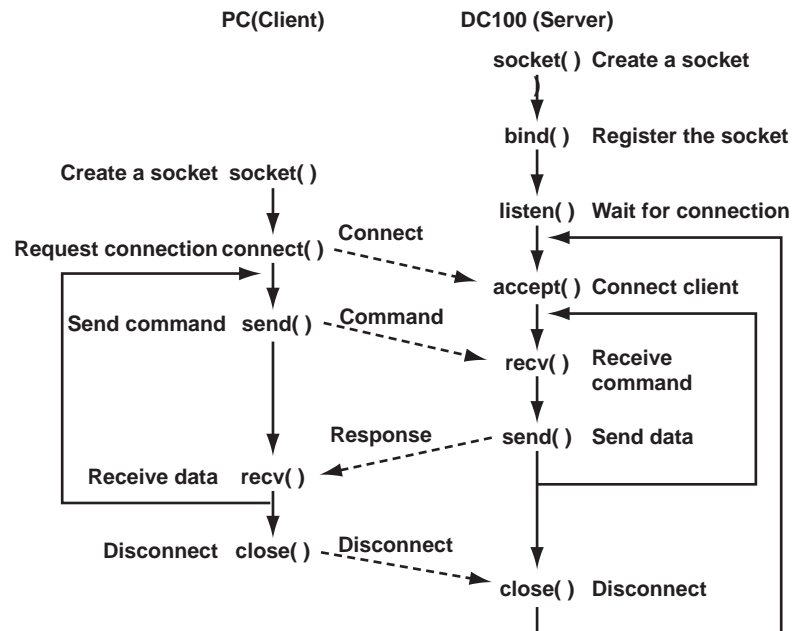 PC(Client) DC100 (Server)
socket( ) Create a socket
)
bind( ) Register the socket
Create a socket socket( )
listen( ) Wait for connection
Connect
Request connection connect( )
accept( ) Connect client
Send command send( ) Command
recv( ) Receive
command
Response send( ) Send data
Receive data recv( )
Disconnect close( ) Disconnect
close( ) Disconnect